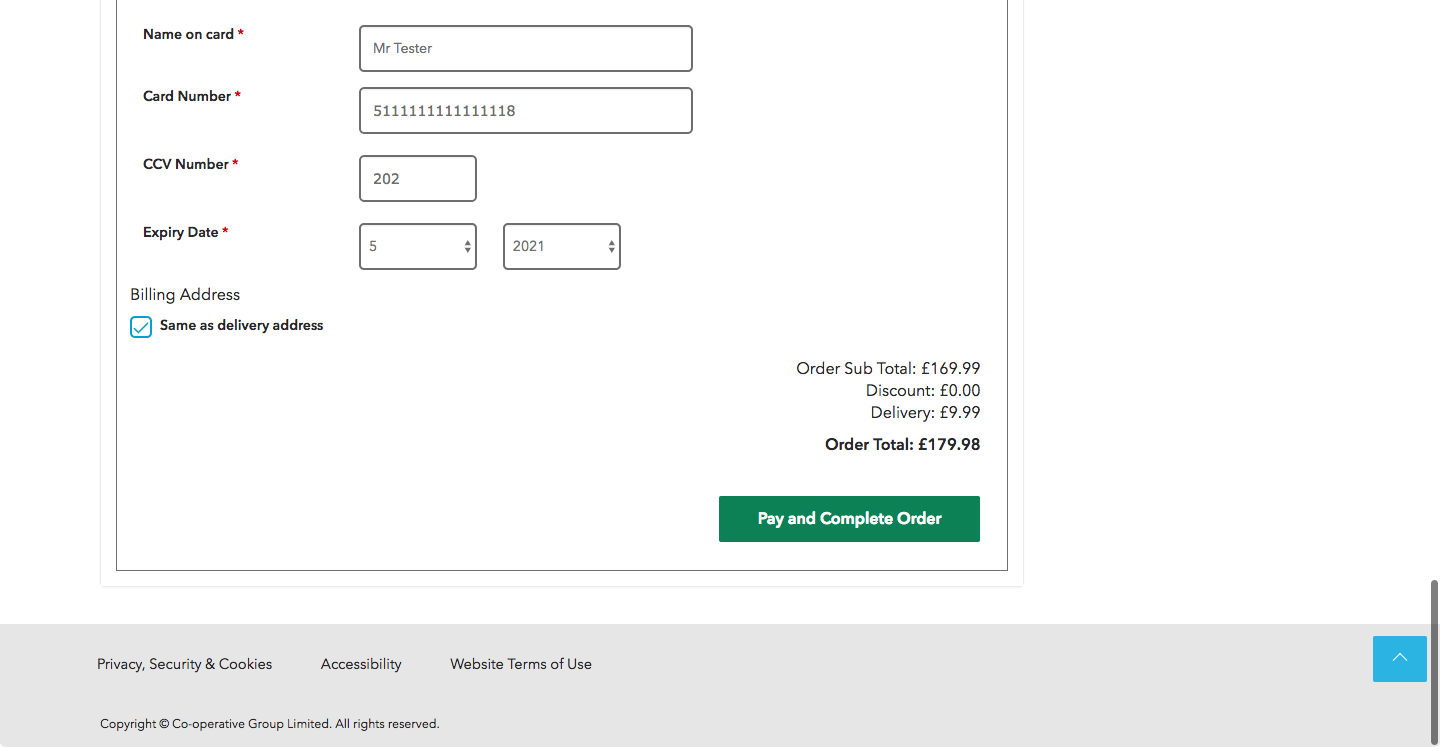 Name on card *
Mr Tester
Card Number *
5111111111111118
CCV Number *
202
Expiry Date *
5 2021
Billing Address
Same as delivery address
Order Sub Total: £169.99
Discount: £0.00
Delivery: £9.99
Order Total: £179.98
Pay and Complete Order
Privacy, Security & Cookies Accessibility Website Terms of Use
Copyright © Co-operative Group Limited. All rights reserved.